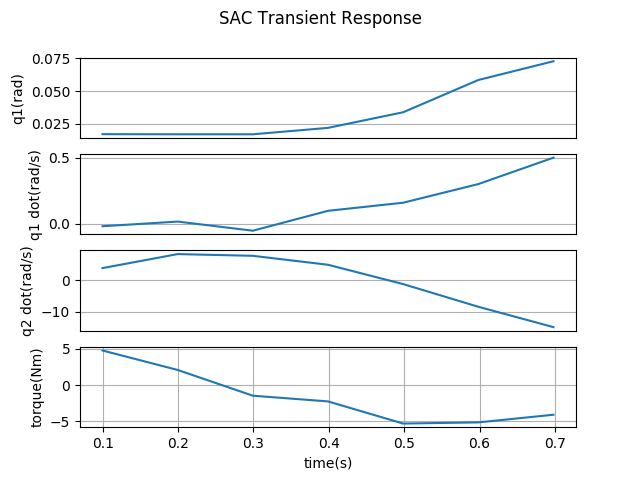 SAC Transient Response
q1(rad)
0.075
0.050
0.025
q1 dot(rad/s)
0.5
0.0
q2 dot(rad/s)
0
−10
torque(Nm)
5
0
−5
0.1 0.2 0.3 0.4 0.5 0.6 0.7
time(s)